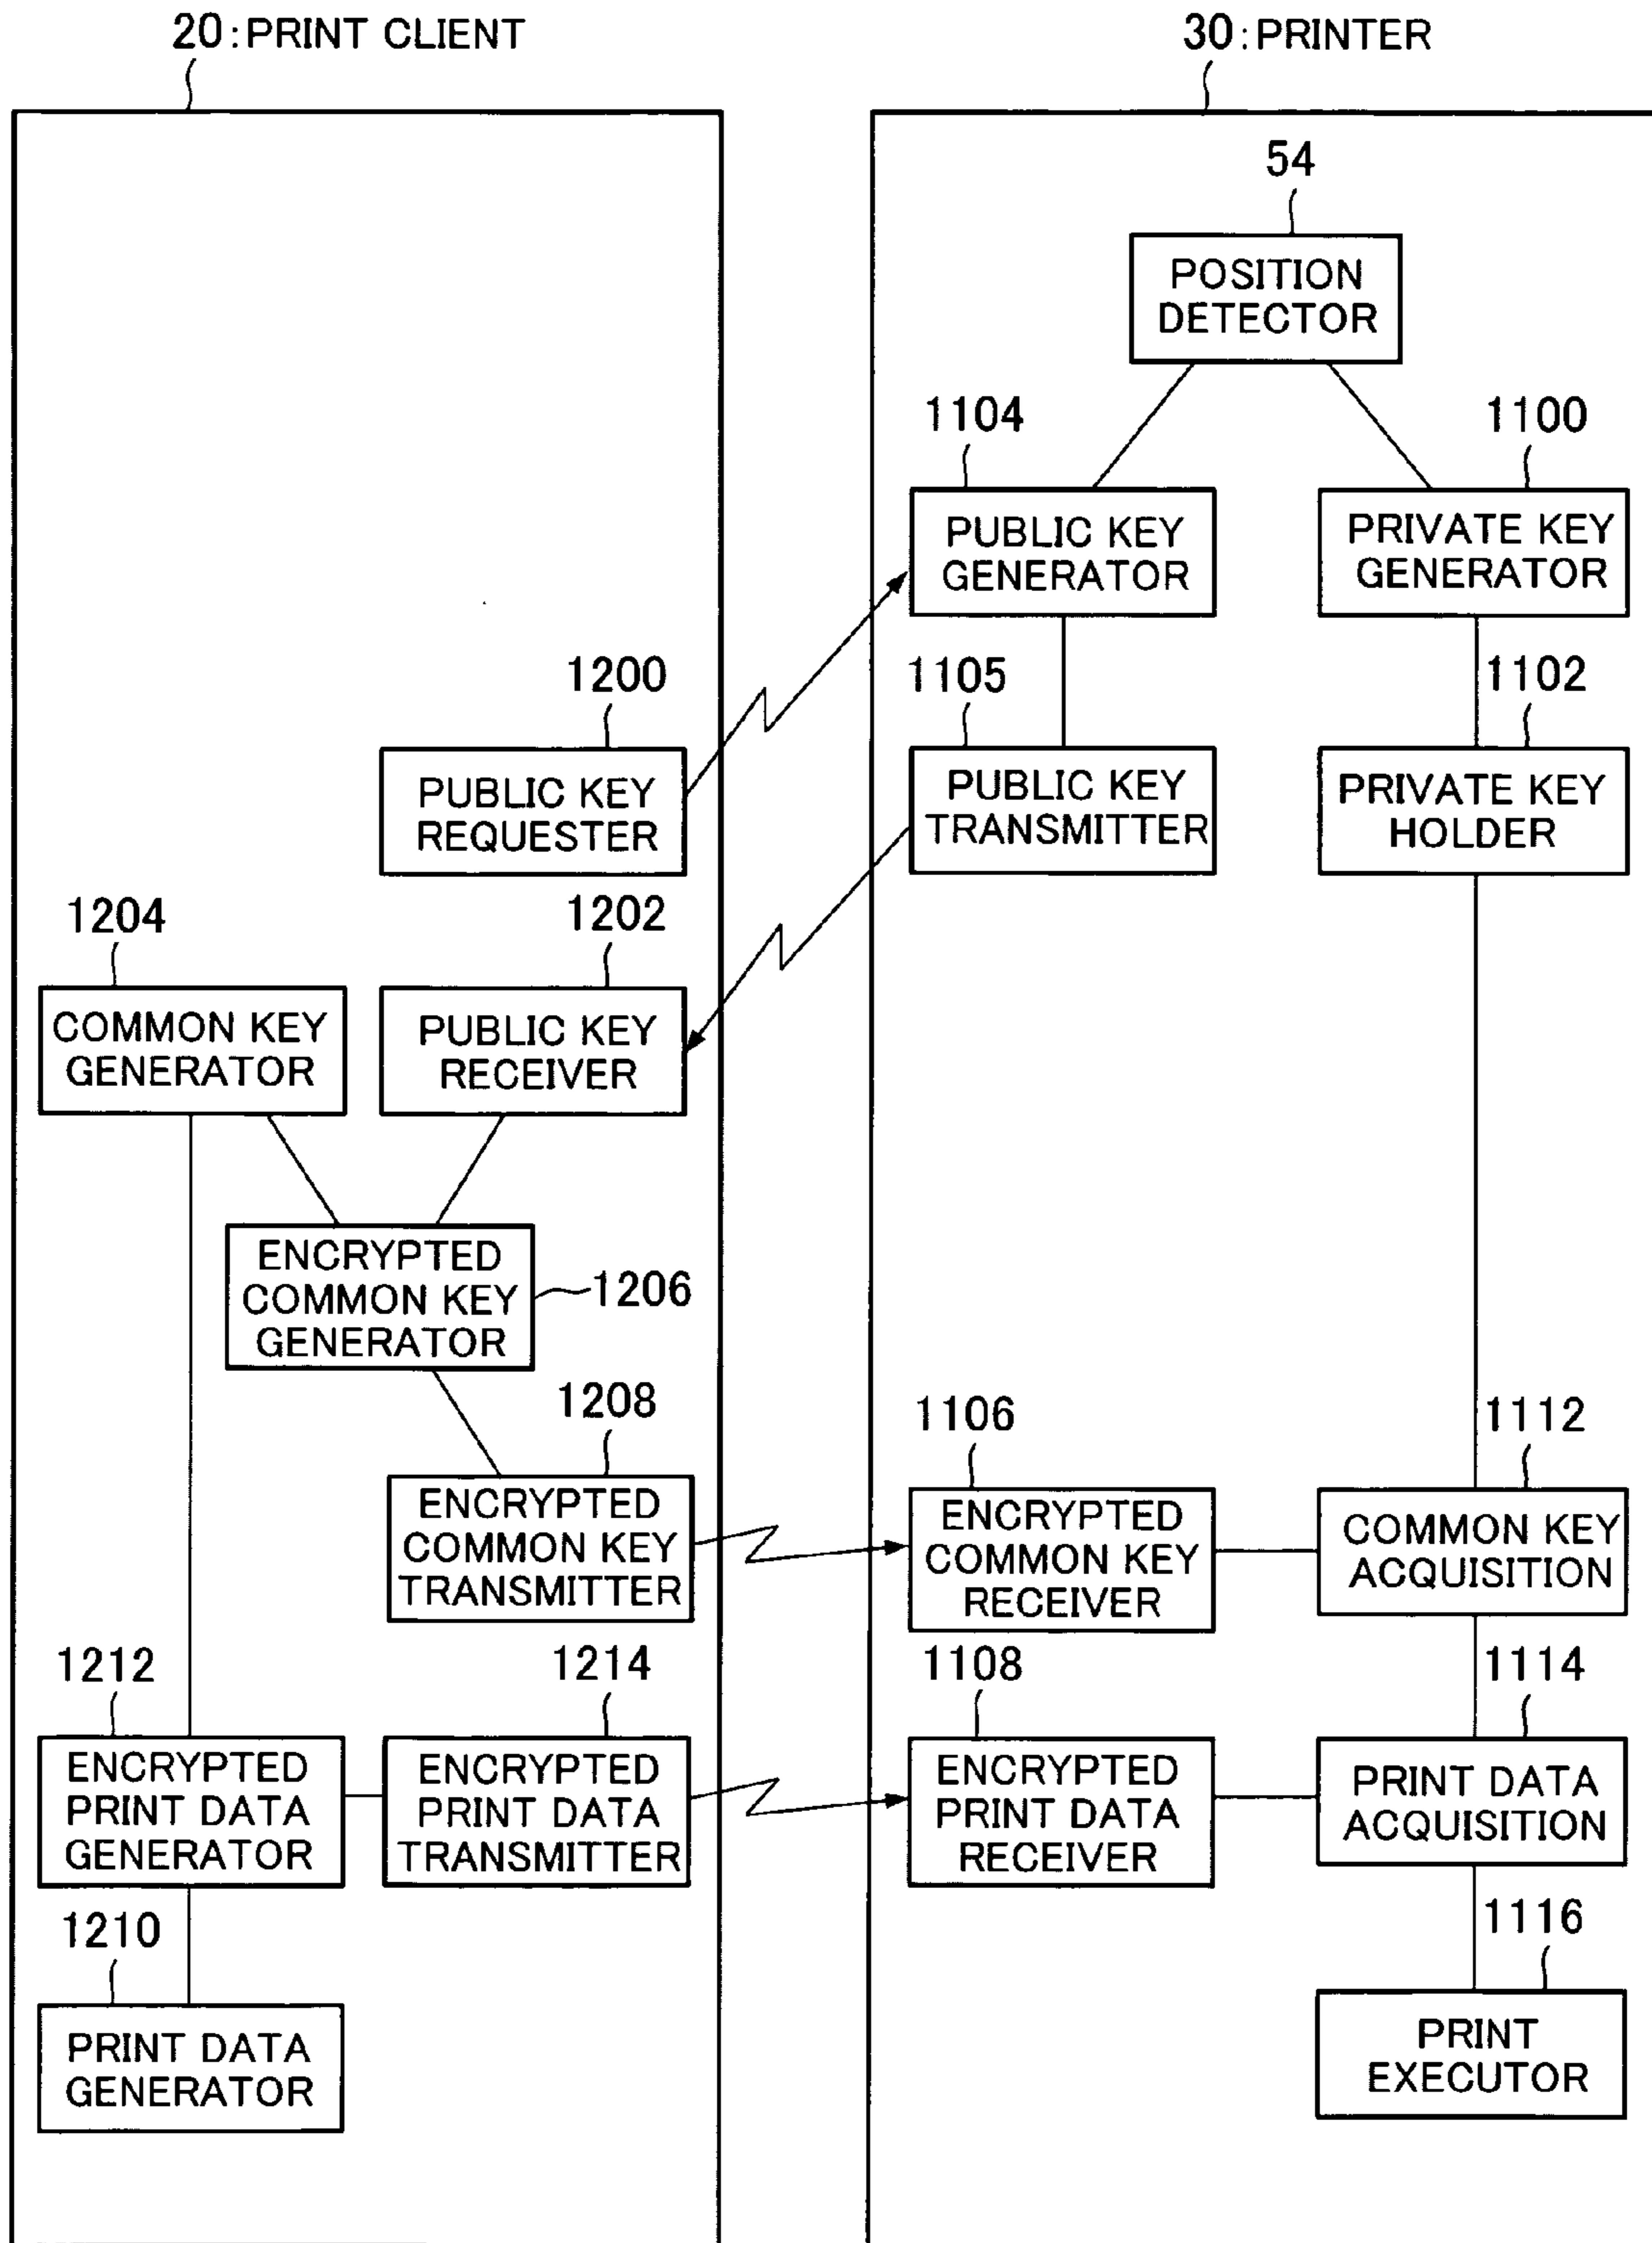 20:PRINT CLIENT
30:PRINTER
54
POSITION
DETECTOR
1104
1100
PUBLIC KEY
GENERATOR
PRIVATE KEY
GENERATOR
1200
1105
1102
PUBLIC KEY
REQUESTER
PUBLIC KEY
TRANSMITTER
PRIVATE KEY
HOLDER
1204
1202
COMMON KEY
GENERATOR
PUBLIC KEY
RECEIVER
ENCRYPTED
COMMON KEY
GENERATOR
1206
1208
1106
1112
ENCRYPTED
COMMON KEY
TRANSMITTER
ENCRYPTED
COMMON KEY
RECEIVER
COMMON KEY
ACQUISITION
1212
1214
1108
1114
ENCRYPTED
PRINT DATA
GENERATOR
ENCRYPTED
PRINT DATA
TRANSMITTER
ENCRYPTED
PRINT DATA
RECEIVER
PRINT DATA
ACQUISITION
1210
1116
PRINT DATA
GENERATOR
PRINT
EXECUTOR